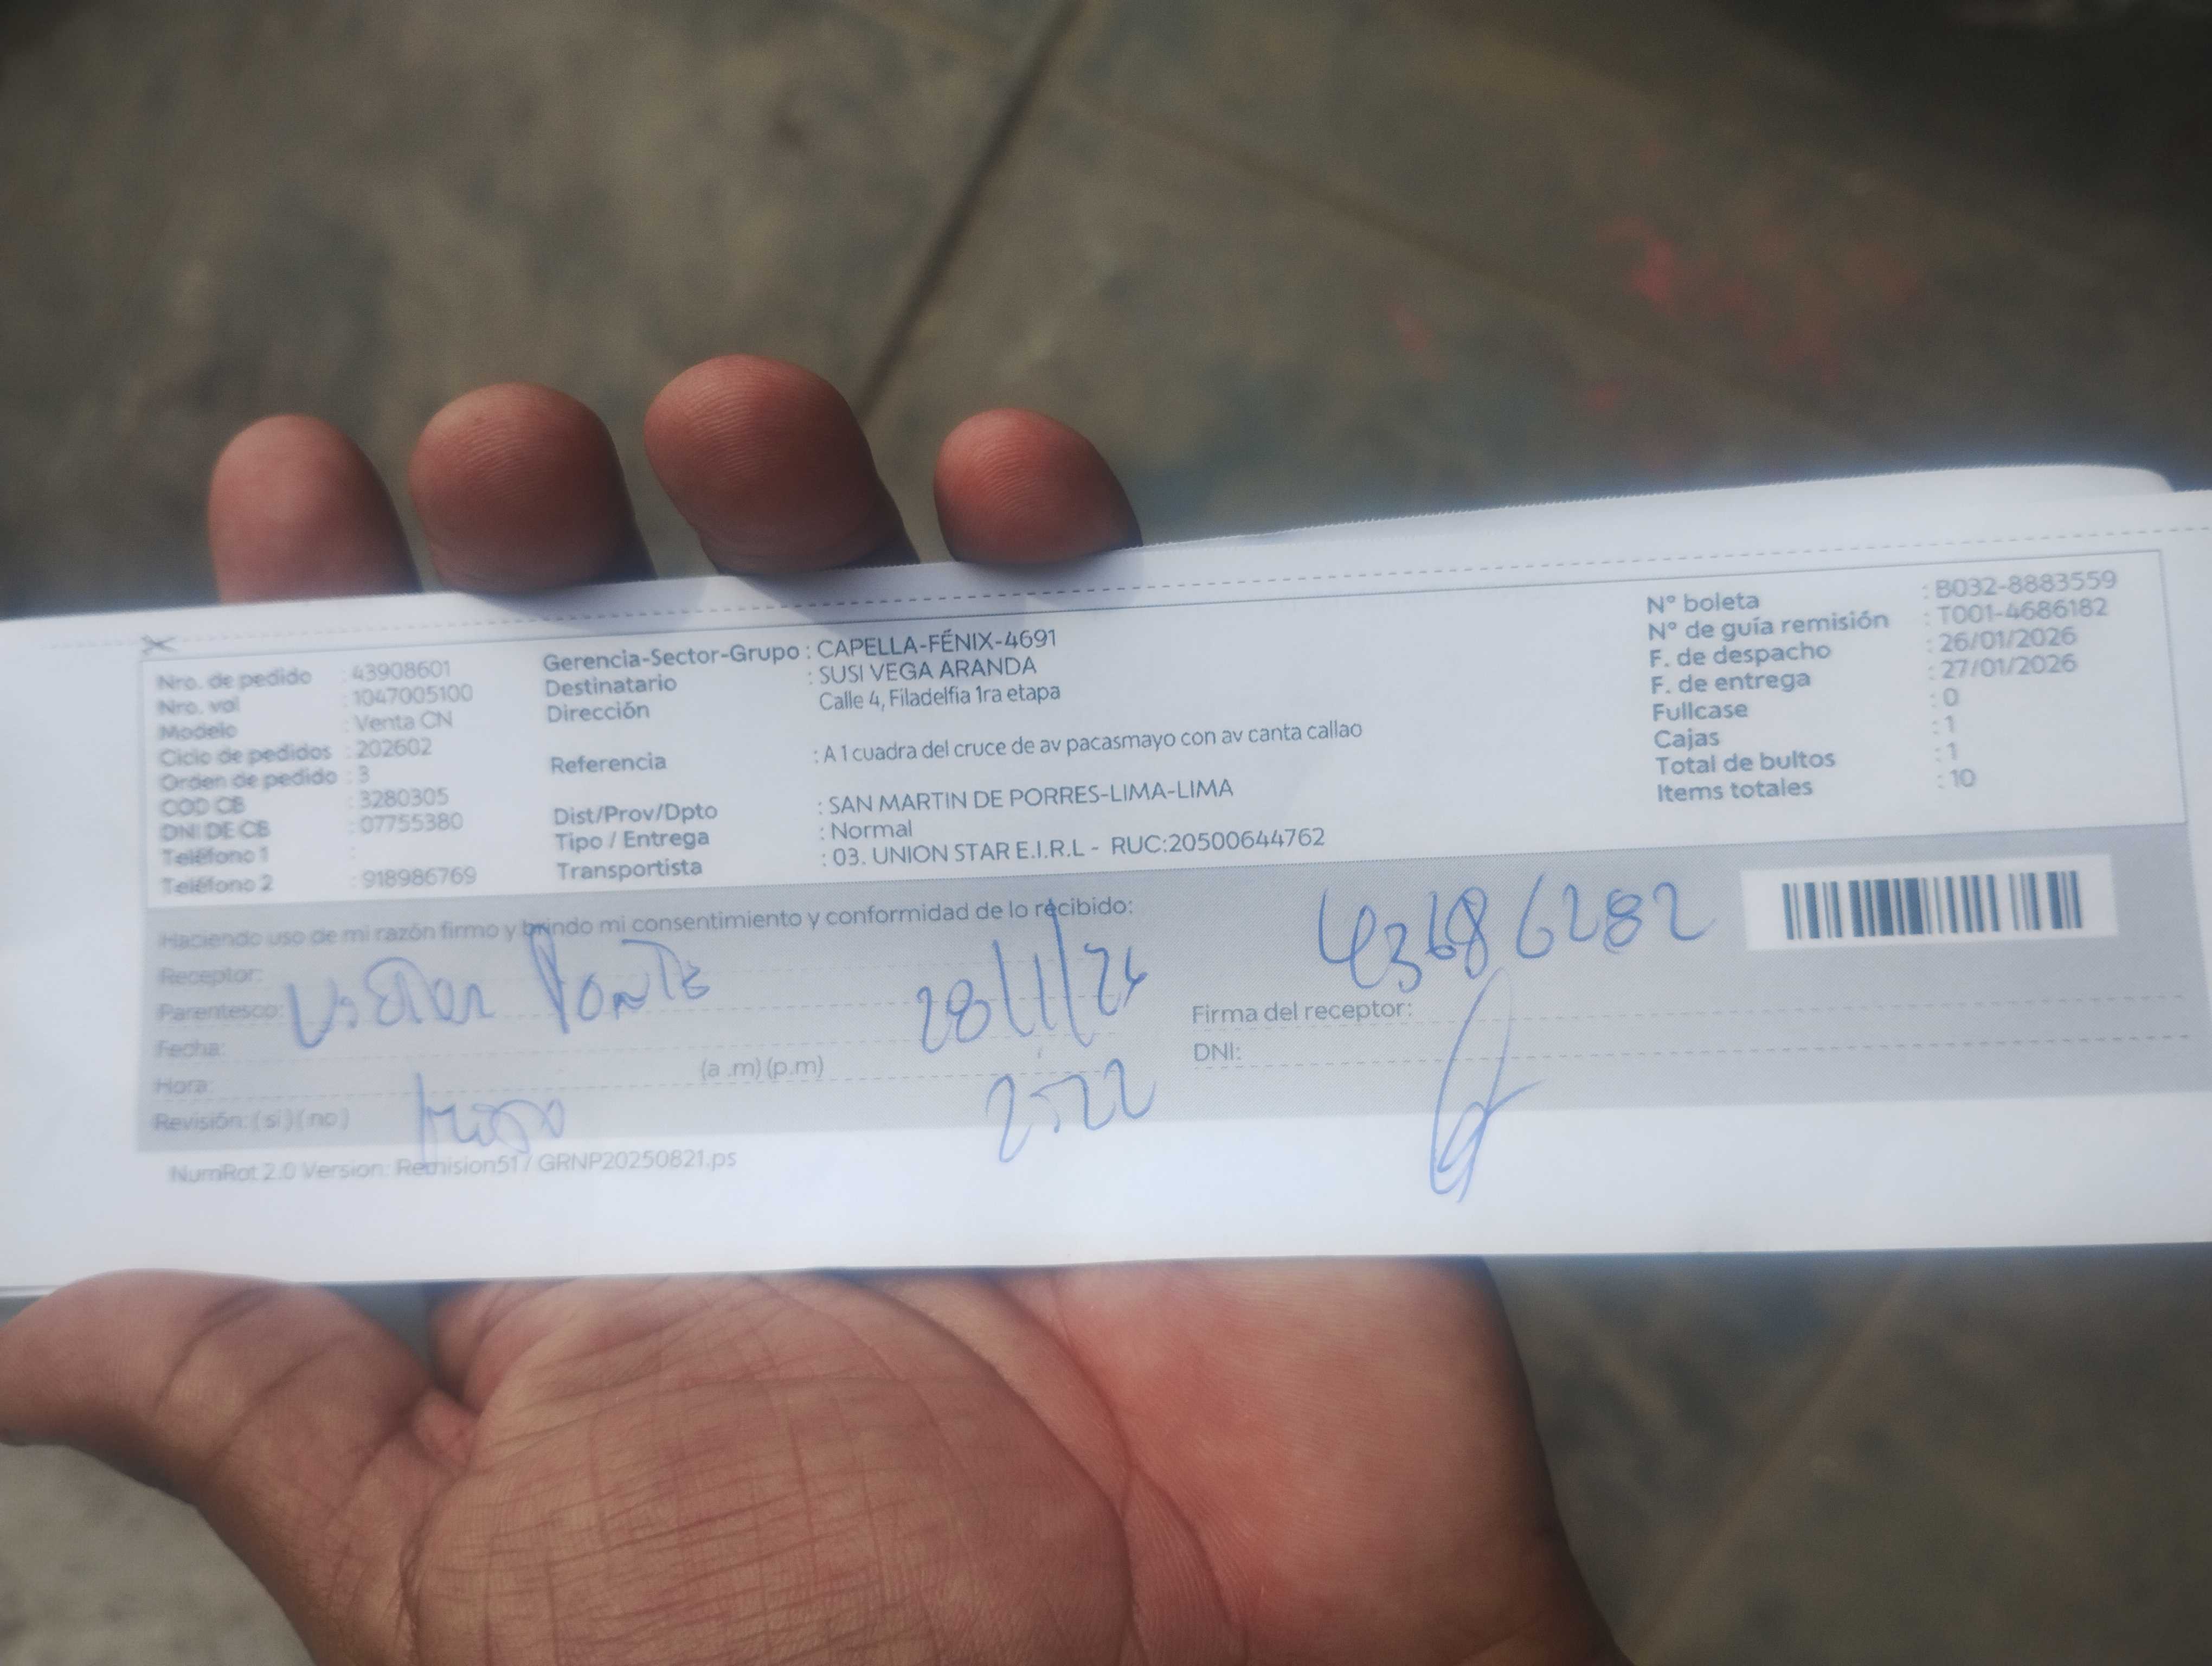 Nro. de pedido : 43908601
Nro. val : 1047005100
Modelo : Venta CN
Ciclo de pedidos : 202602
Orden de pedido : 3
COD CB : 3280305
DNI DE CB : 07755380
Teléfono 1 :
Teléfono 2 : 918986769
Gerencia-Sector-Grupo : CAPELLA-FÉNIX-4691
Destinatario : SUSI VEGA ARANDA
Dirección Calle 4, Filadelfia 1ra etapa
Referencia : A 1 cuadra del cruce de av pacasmayo con av canta callao
Dist/Prov/Dpto : SAN MARTIN DE PORRES-LIMA-LIMA
Tipo / Entrega : Normal
Transportista : 03. UNION STAR E.I.R.L - RUC:20500644762
N° boleta : B032-8883559
N° de guía remisión : T001-4686182
F. de despacho : 26/01/2026
F. de entrega : 27/01/2026
Fullcase : 0
Cajas : 1
Total de bultos : 1
Items totales : 10
Haciendo uso de mi razón firmo y brindo mi consentimiento y conformidad de lo recibido:
Receptor:
Parentesco:
Fecha:
Hora: (a .m) (p.m)
Revisión: ( si ) ( no )
Ponte
28/1/26
43686282
Firma del receptor:
DNI:
NumRot 2.0 Version: Remision51 / GRNP20250821.ps